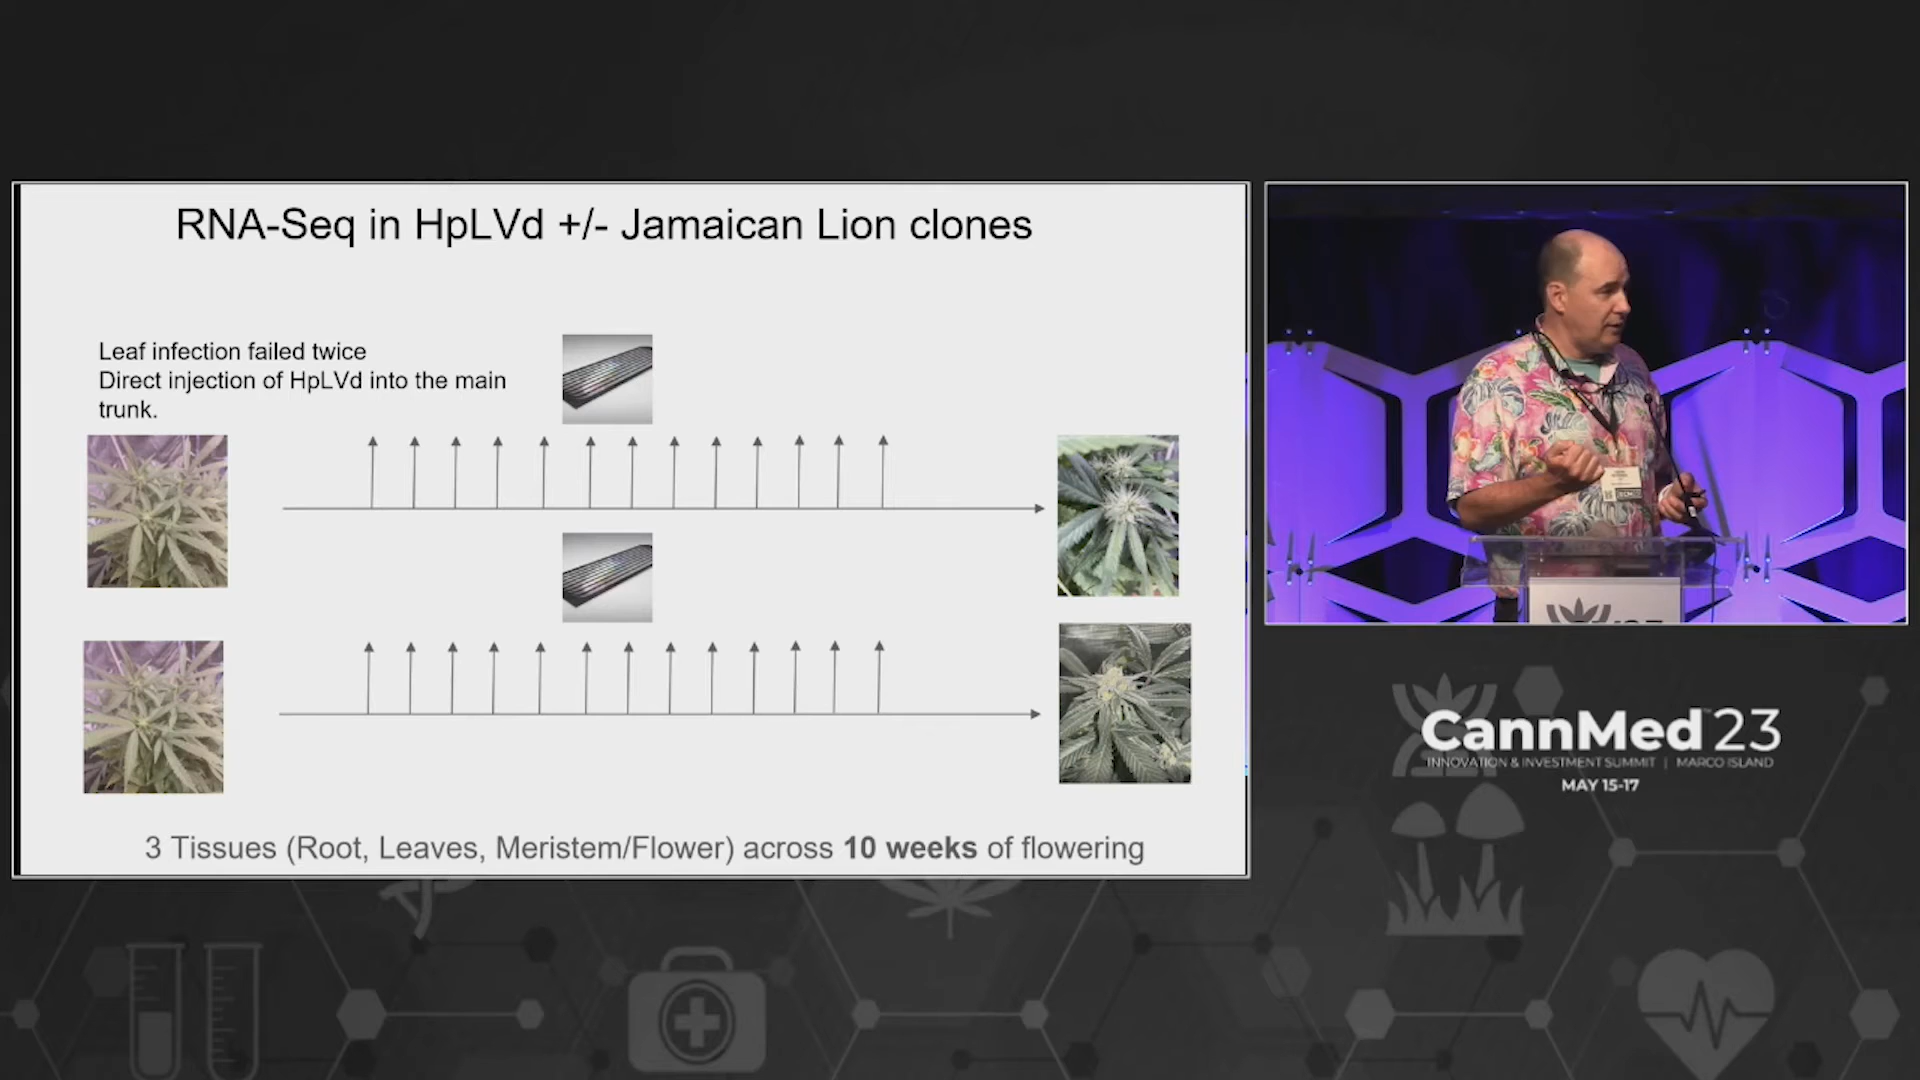 RNA-Seq in HpLVd +/- Jamaican Lion clones
Leaf infection failed twice
Direct injection of HpLVd into the main
trunk.
3 Tissues (Root, Leaves, Meristem/Flower) across 10 weeks of flowering
CannMed 23
INNOVATION & INVESTMENT SUMMIT | MARCO ISLAND
MAY 15-17